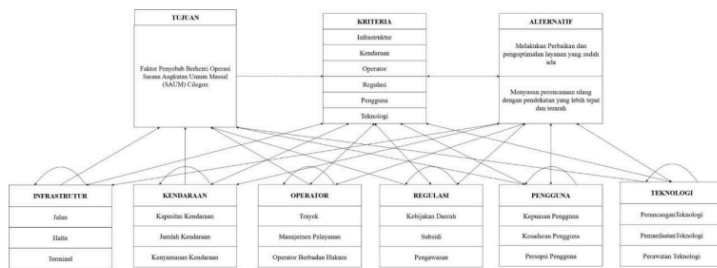 TUJUAN
Faktor Penyebab Berhenti Operasi
Sarana Angkutan Umum Massal
(SAUM) Cilegon
KRITERIA
Infrastruktur
Kendaraan
Operator
Regulasi
Pengguna
Teknologi
ALTERNATIF
Melakukan Perbaikan dan
pengoptimalan layanan yang sudah
ada
Menyusun perencanaan ulang
dengan pendekatan yang lebih tepat
dan terarah
INFRASTRUTUR
Jalan
Halte
Terminal
KENDARAAN
Kapasitas Kendaraan
Jumlah Kendaraan
Kenyamanan Kendaraan
OPERATOR
Trayek
Manajemen Pelayanan
Operator Berbadan Hukum
REGULASI
Kebijakan Daerah
Subsidi
Pengawasan
PENGGUNA
Kepuasan Pengguna
Kesadaran Pengguna
Persepsi Pengguna
TEKNOLOGI
PerancanganTeknologi
PemanfaatanTeknologi
Perawatan Teknologi